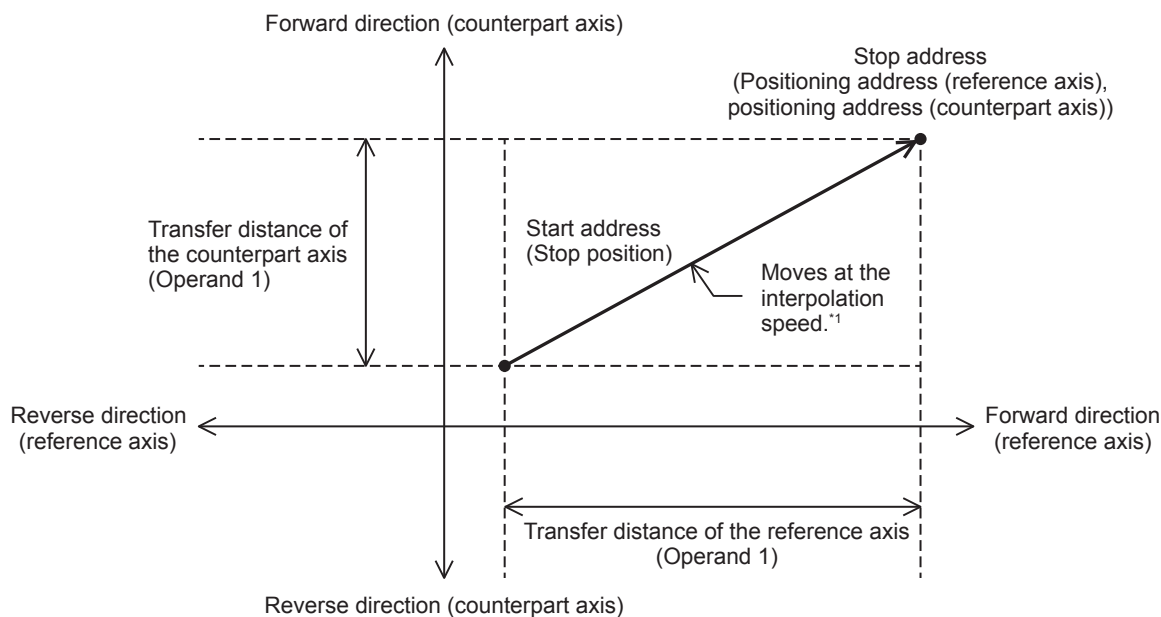 Forward direction (counterpart axis)
Stop address
(Positioning address (reference axis),
positioning address (counterpart axis))
Transfer distance of
the counterpart axis
(Operand 1)
Start address
(Stop position)
Moves at the
interpolation
speed.*1
Reverse direction
(reference axis)
Forward direction
(reference axis)
Transfer distance of the reference axis
(Operand 1)
Reverse direction (counterpart axis)